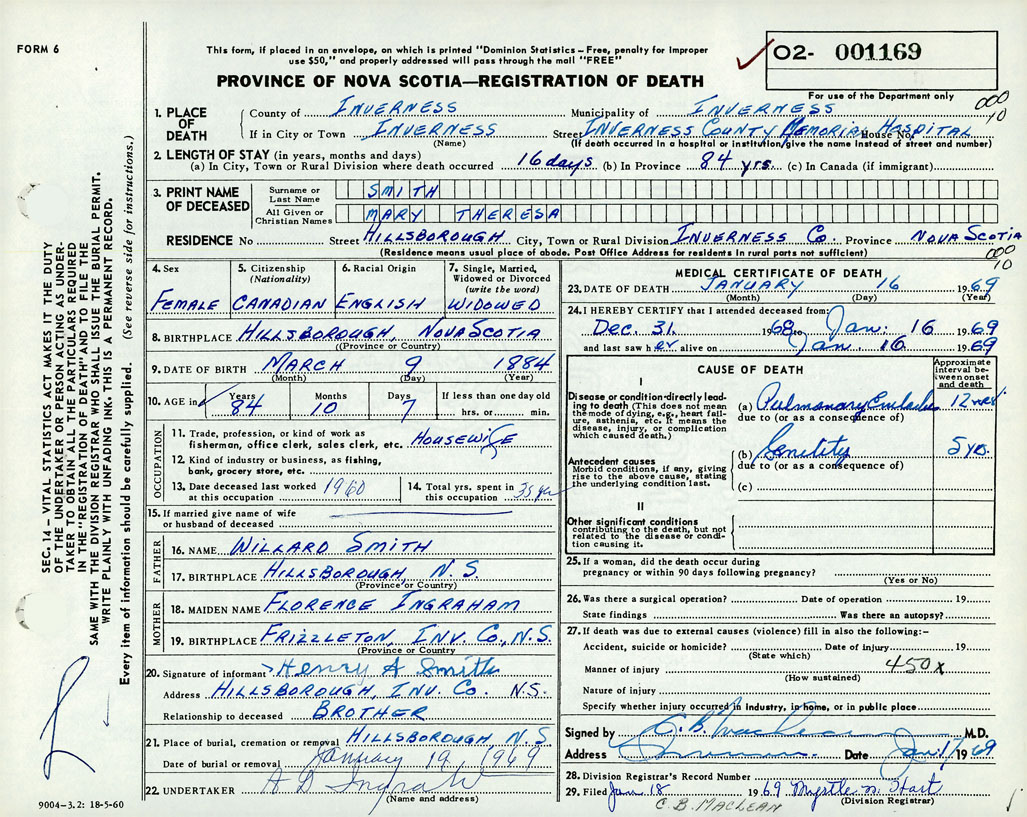 FORM 6
This form, if placed in an envelope, on which is printed "Dominion Statistics – Free, penalty for improper
use $50," and properly addressed will pass through the mail "FREE"
PROVINCE OF NOVA SCOTIA—REGISTRATION OF DEATH
O2- 001169
For use of the Department only
000
10
1. PLACE OF DEATH
County of INVERNESS Municipality of INVERNESS
If in City or Town INVERNESS Street INVERNESS COUNTY MEMORIAL HOSPITAL House No.
(Name) (If death occurred in a hospital or institution, give the name instead of street and number)
2. LENGTH OF STAY (in years, months and days)
(a) In City, Town or Rural Division where death occurred 16 days (b) In Province 84 yrs. (c) In Canada (if immigrant)
3. PRINT NAME OF DECEASED
Surname or Last Name SMITH
All Given or Christian Names MARY THERESA
RESIDENCE No Street HILLSBOROUGH City, Town or Rural Division INVERNESS Co. Province NOVA SCOTIA
(Residence means usual place of abode. Post Office Address for residents in rural parts not sufficient)
000
10
4. Sex
FEMALE
5. Citizenship (Nationality)
CANADIAN
6. Racial Origin
ENGLISH
7. Single, Married, Widowed or Divorced (write the word)
WIDOWED
8. BIRTHPLACE HILLSBOROUGH, NOVA SCOTIA
(Province or Country)
9. DATE OF BIRTH MARCH 9 1884
(Month) (Day) (Year)
10. AGE in Years Months Days If less than one day old
84 10 7 hrs. or min.
OCCUPATION
11. Trade, profession, or kind of work as
fisherman, office clerk, sales clerk, etc. HOUSEWIFE
12. Kind of industry or business, as fishing,
bank, grocery store, etc.
13. Date deceased last worked
at this occupation 1960
14. Total yrs. spent in
this occupation 35 yrs
15. If married give name of wife
or husband of deceased
FATHER
16. NAME WILLARD SMITH
17. BIRTHPLACE HILLSBOROUGH, N.S.
(Province or Country)
MOTHER
18. MAIDEN NAME FLORENCE INGRAHAM
19. BIRTHPLACE FRIZZLETON, INV. CO., N.S.
(Province or Country)
20. Signature of informant Henry A Smith
Address HILLSBOROUGH, INV. CO. N.S.
Relationship to deceased BROTHER
21. Place of burial, cremation or removal HILLSBOROUGH, N.S
Date of burial or removal January 19, 1969
22. UNDERTAKER A D Ingrah
(Name and address)
MEDICAL CERTIFICATE OF DEATH
23. DATE OF DEATH JANUARY 16 1969
(Month) (Day) (Year)
24. I HEREBY CERTIFY that I attended deceased from:
Dec. 31. 1968 to Jan. 16 1969
and last saw her alive on Jan. 16 1969
CAUSE OF DEATH
Approximate interval between onset and death
I
Disease or condition directly leading to death (This does not mean the mode of dying, e.g., heart failure, asthenia, etc. It means the disease, injury, or complication which caused death.)
(a) Pulmonary Embolus 12 hrs.
due to (or as a consequence of)
Antecedent causes
Morbid conditions, if any, giving rise to the above cause, stating the underlying condition last.
(b) Senility 5 yrs.
due to (or as a consequence of)
(c)
II
Other significant conditions
contributing to the death, but not related to the disease or condition causing it.
25. If a woman, did the death occur during
pregnancy or within 90 days following pregnancy?
(Yes or No)
26. Was there a surgical operation? Date of operation 19
State findings Was there an autopsy?
27. If death was due to external causes (violence) fill in also the following:–
Accident, suicide or homicide? Date of injury 19
(State which)
Manner of injury 450x
(How sustained)
Nature of injury
Specify whether injury occurred in industry, in home, or in public place
Signed by C. B. MacLean M.D.
Address Inverness Date Jan 1969
28. Division Registrar's Record Number
29. Filed Jan 18 1969 Myrtle M. Hart
(Division Registrar)
C. B. MACLEAN
SEC. 14 – VITAL STATISTICS ACT MAKES IT THE DUTY
OF THE UNDERTAKER OR PERSON ACTING AS UNDER-
TAKER TO OBTAIN ALL THE PARTICULARS REQUIRED
IN THE "REGISTRATION OF DEATH" AND TO FILE THE
SAME WITH THE DIVISION REGISTRAR WHO SHALL ISSUE THE BURIAL PERMIT.
WRITE PLAINLY WITH UNFADING INK. THIS IS A PERMANENT RECORD.
Every item of information should be carefully supplied. (See reverse side for instructions.)
9004–3.2: 18-5-60